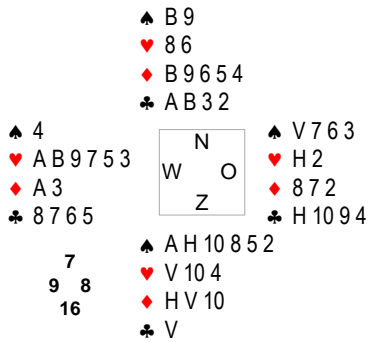 ♠ B 9
♥ 8 6
♦ B 9 6 5 4
♣ A B 3 2
♠ 4
♥ A B 9 7 5 3
♦ A 3
♣ 8 7 6 5
N
W O
Z
♠ V 7 6 3
♥ H 2
♦ 8 7 2
♣ H 10 9 4
7
9 8
16
♠ A H 10 8 5 2
♥ V 10 4
♦ H V 10
♣ V